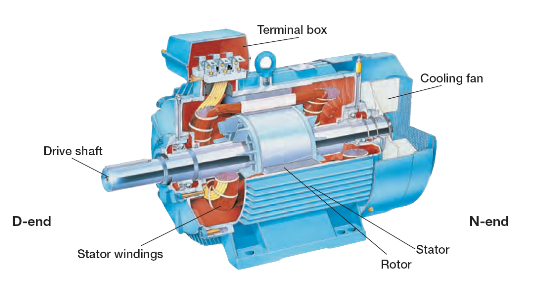 Terminal box
Cooling fan
Drive shaft
D-end
N-end
Stator windings
Stator
Rotor